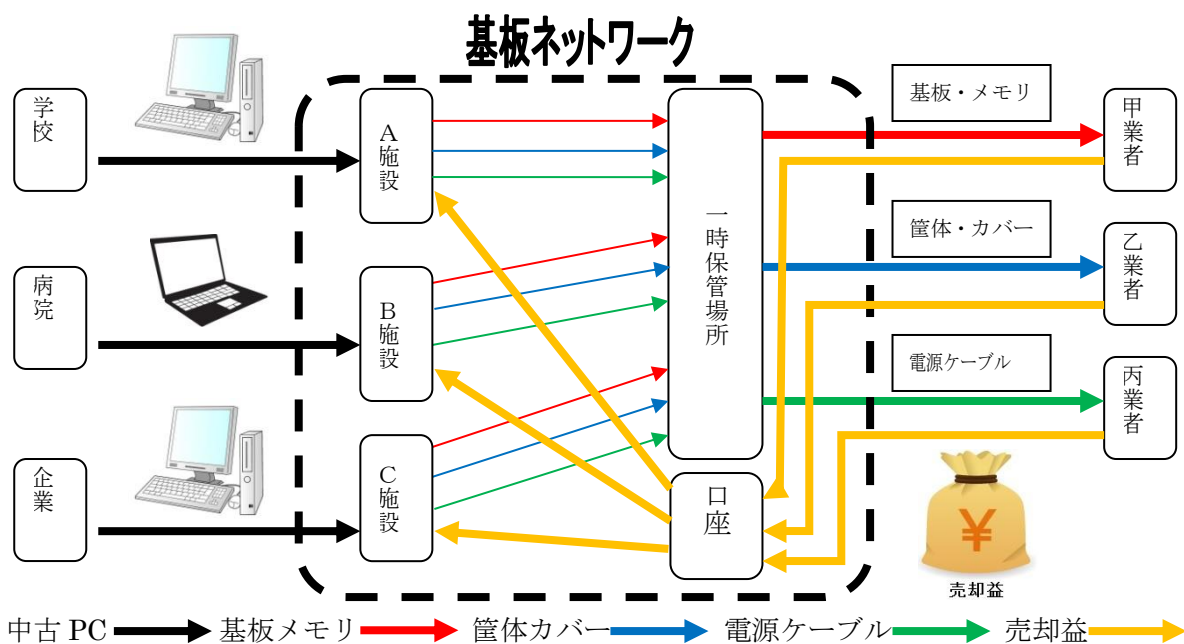 基板ネットワーク
学校
病院
企業
A施設
B施設
C施設
一時保管場所
口座
基板・メモリ
筐体・カバー
電源ケーブル
甲業者
乙業者
丙業者
¥
売却益
中古 PC 基板メモリ 筐体カバー 電源ケーブル 売却益